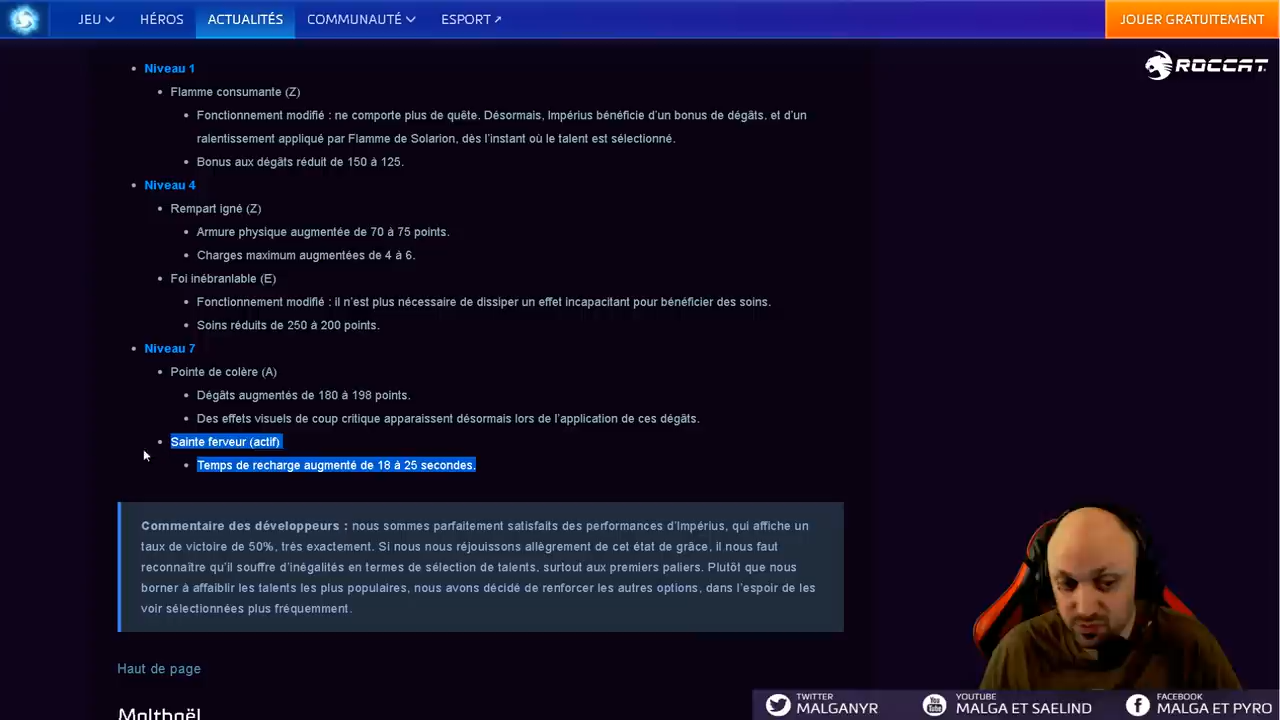 JEU HÉROS ACTUALITÉS COMMUNAUTÉ ESPORT JOUER GRATUITEMENT
ROCCAT
Niveau 1
Flamme consumante (Z)
Fonctionnement modifié : ne comporte plus de quête. Désormais, Impérius bénéficie d'un bonus de dégâts, et d'un
ralentissement appliqué par Flamme de Solarion, dès l'instant où le talent est sélectionné.
Bonus aux dégâts réduit de 150 à 125.
Niveau 4
Rempart igné (Z)
Armure physique augmentée de 70 à 75 points.
Charges maximum augmentées de 4 à 6.
Foi inébranlable (E)
Fonctionnement modifié : il n'est plus nécessaire de dissiper un effet incapacitant pour bénéficier des soins.
Soins réduits de 250 à 200 points.
Niveau 7
Pointe de colère (A)
Dégâts augmentés de 180 à 198 points.
Des effets visuels de coup critique apparaissent désormais lors de l'application de ces dégâts.
Sainte ferveur (actif)
Temps de recharge augmenté de 18 à 25 secondes.
Commentaire des développeurs : nous sommes parfaitement satisfaits des performances d'Impérius, qui affiche un
taux de victoire de 50%, très exactement. Si nous nous réjouissons allègrement de cet état de grâce, il nous faut
reconnaître qu'il souffre d'inégalités en termes de sélection de talents, surtout aux premiers paliers. Plutôt que nous
borner à affaiblir les talents les plus populaires, nous avons décidé de renforcer les autres options, dans l'espoir de les
voir sélectionnées plus fréquemment.
Haut de page
Malthaël
TWITTER
MALGANYR
YOUTUBE
MALGA ET SAELIND
FACEBOOK
MALGA ET PYRO